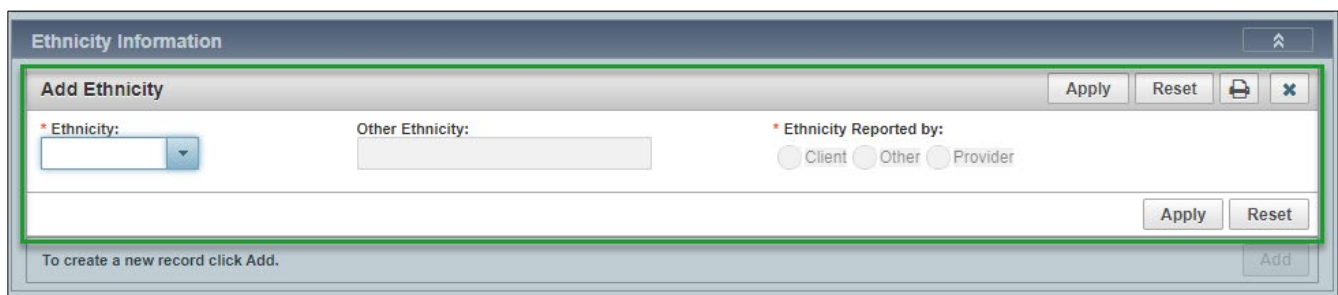 Ethnicity Information
Add Ethnicity Apply Reset
* Ethnicity: Other Ethnicity: * Ethnicity Reported by:
Client Other Provider
Apply Reset
To create a new record click Add. Add